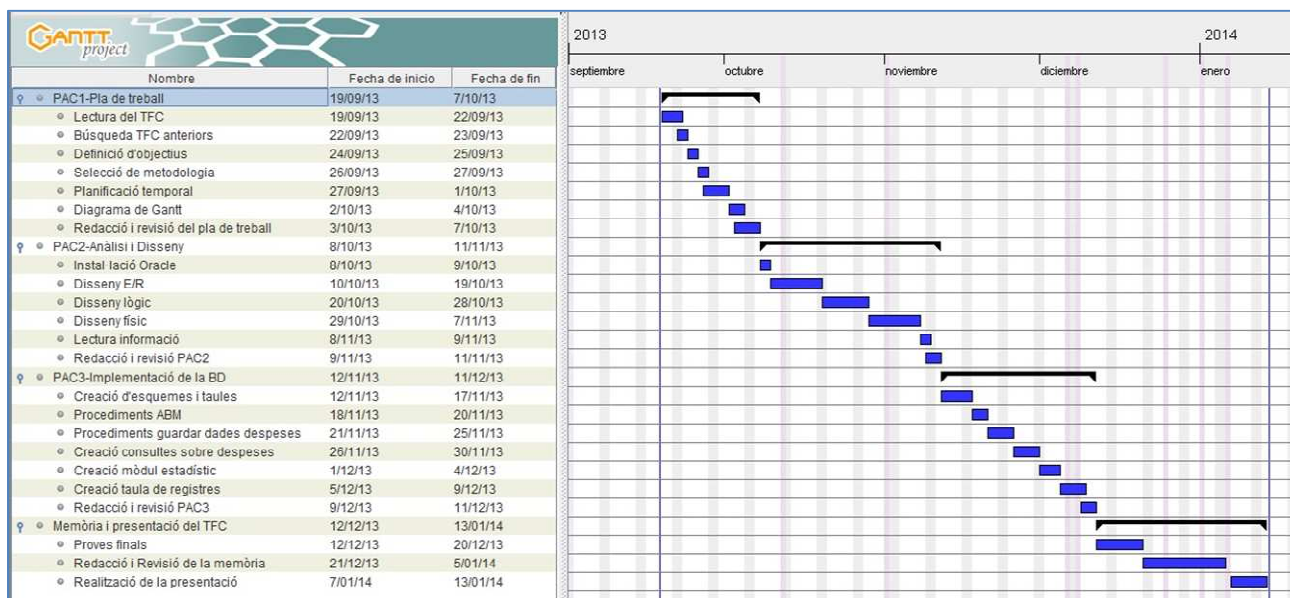 GANTT project
2013 2014
septiembre octubre noviembre diciembre enero
Nombre Fecha de inicio Fecha de fin
PAC1-Pla de treball 19/09/13 7/10/13
Lectura del TFC 19/09/13 22/09/13
Búsqueda TFC anteriors 22/09/13 23/09/13
Definició d'objectius 24/09/13 25/09/13
Selecció de metodologia 26/09/13 27/09/13
Planificació temporal 27/09/13 1/10/13
Diagrama de Gantt 2/10/13 4/10/13
Redacció i revisió del pla de treball 3/10/13 7/10/13
PAC2-Anàlisi i Disseny 8/10/13 11/11/13
Instal·lació Oracle 8/10/13 9/10/13
Disseny E/R 10/10/13 19/10/13
Disseny lògic 20/10/13 28/10/13
Disseny físic 29/10/13 7/11/13
Lectura informació 8/11/13 9/11/13
Redacció i revisió PAC2 9/11/13 11/11/13
PAC3-Implementació de la BD 12/11/13 11/12/13
Creació d'esquemes i taules 12/11/13 17/11/13
Procediments ABM 18/11/13 20/11/13
Procediments guardar dades despeses 21/11/13 25/11/13
Creació consultes sobre despeses 26/11/13 30/11/13
Creació mòdul estadístic 1/12/13 4/12/13
Creació taula de registres 5/12/13 9/12/13
Redacció i revisió PAC3 9/12/13 11/12/13
Memòria i presentació del TFC 12/12/13 13/01/14
Proves finals 12/12/13 20/12/13
Redacció i Revisió de la memòria 21/12/13 5/01/14
Realització de la presentació 7/01/14 13/01/14